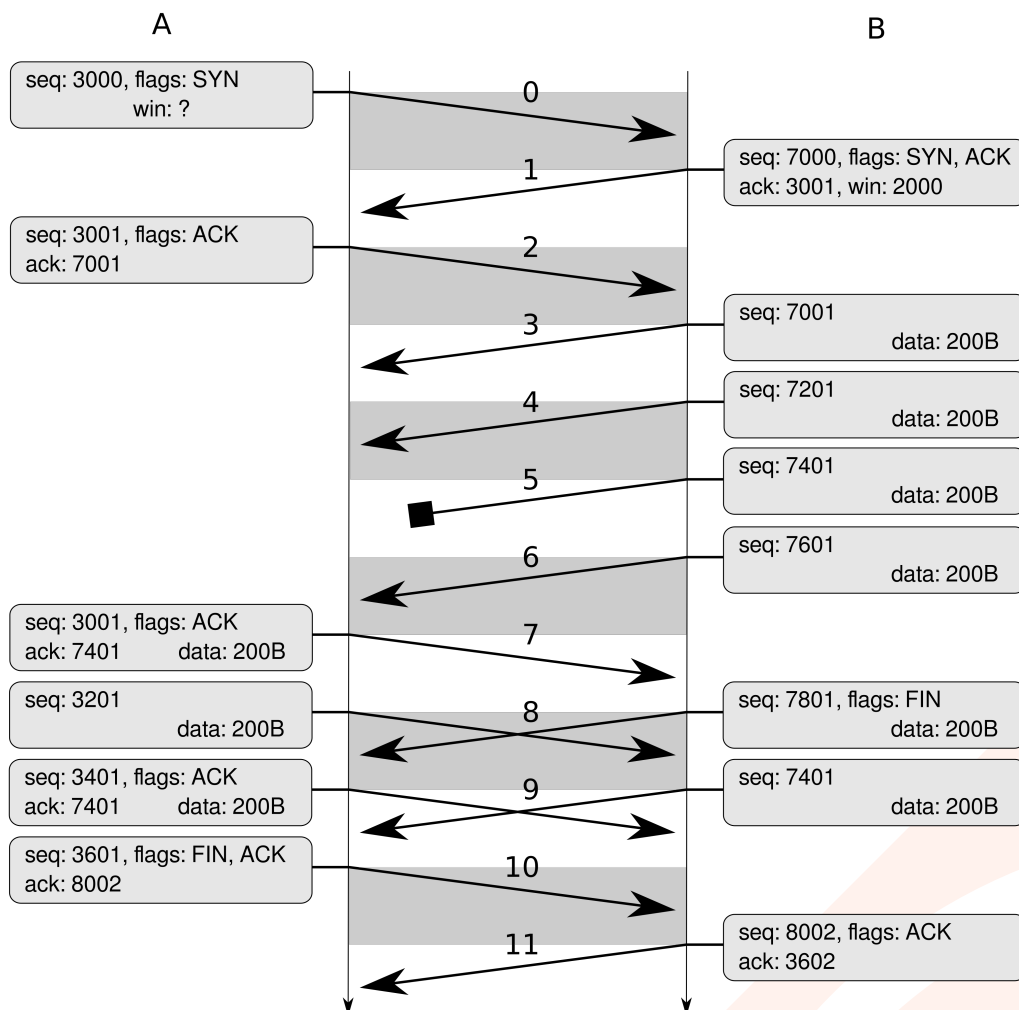 A
B
seq: 3000, flags: SYN
win: ?
0
seq: 7000, flags: SYN, ACK
ack: 3001, win: 2000
1
seq: 3001, flags: ACK
ack: 7001
2
seq: 7001
data: 200B
3
seq: 7201
data: 200B
4
seq: 7401
data: 200B
5
seq: 7601
data: 200B
6
seq: 3001, flags: ACK
ack: 7401 data: 200B
7
seq: 3201
data: 200B
8
seq: 7801, flags: FIN
data: 200B
seq: 3401, flags: ACK
ack: 7401 data: 200B
9
seq: 7401
data: 200B
seq: 3601, flags: FIN, ACK
ack: 8002
10
seq: 8002, flags: ACK
ack: 3602
11